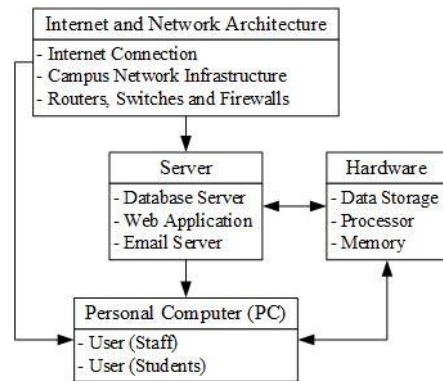 Internet and Network Architecture
- Internet Connection
- Campus Network Infrastructure
- Routers, Switches and Firewalls
Server
- Database Server
- Web Application
- Email Server
Hardware
- Data Storage
- Processor
- Memory
Personal Computer (PC)
- User (Staff)
- User (Students)